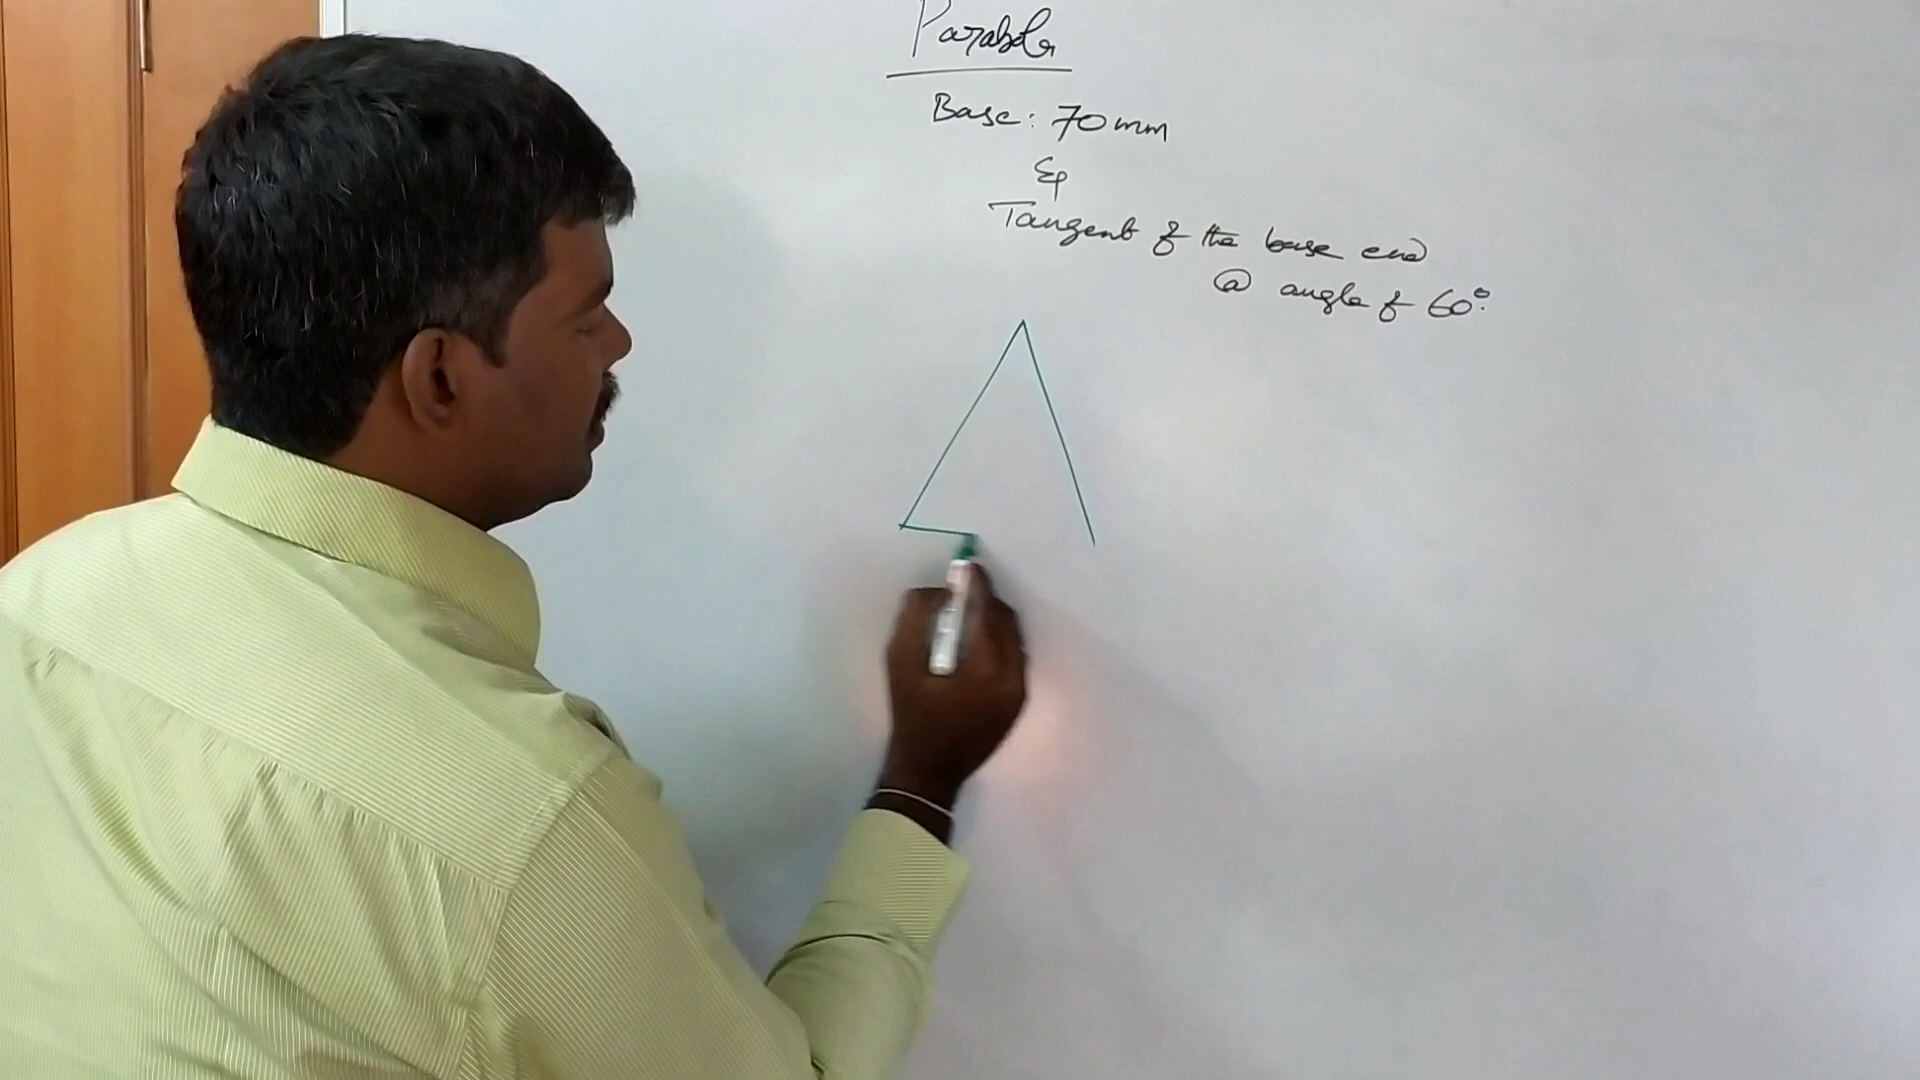 Parabola
Base: 70mm
&
Tangent of the base end
@ angle of 60°.